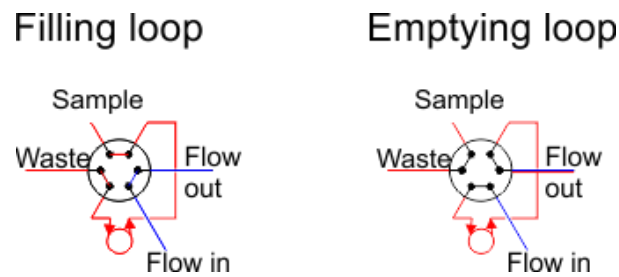 Filling loop
Emptying loop
Sample
Sample
Waste
Flow
out
Waste
Flow
out
Flow in
Flow in